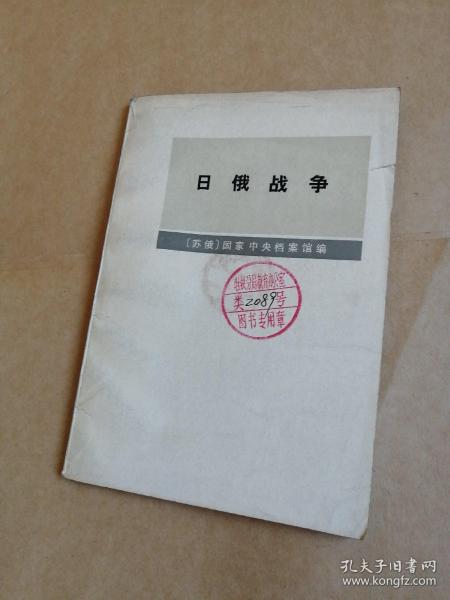 日俄战争
〔苏俄〕国家中央档案馆编
类2089号
图书专用章
孔夫子旧书网
www.kongfz.com